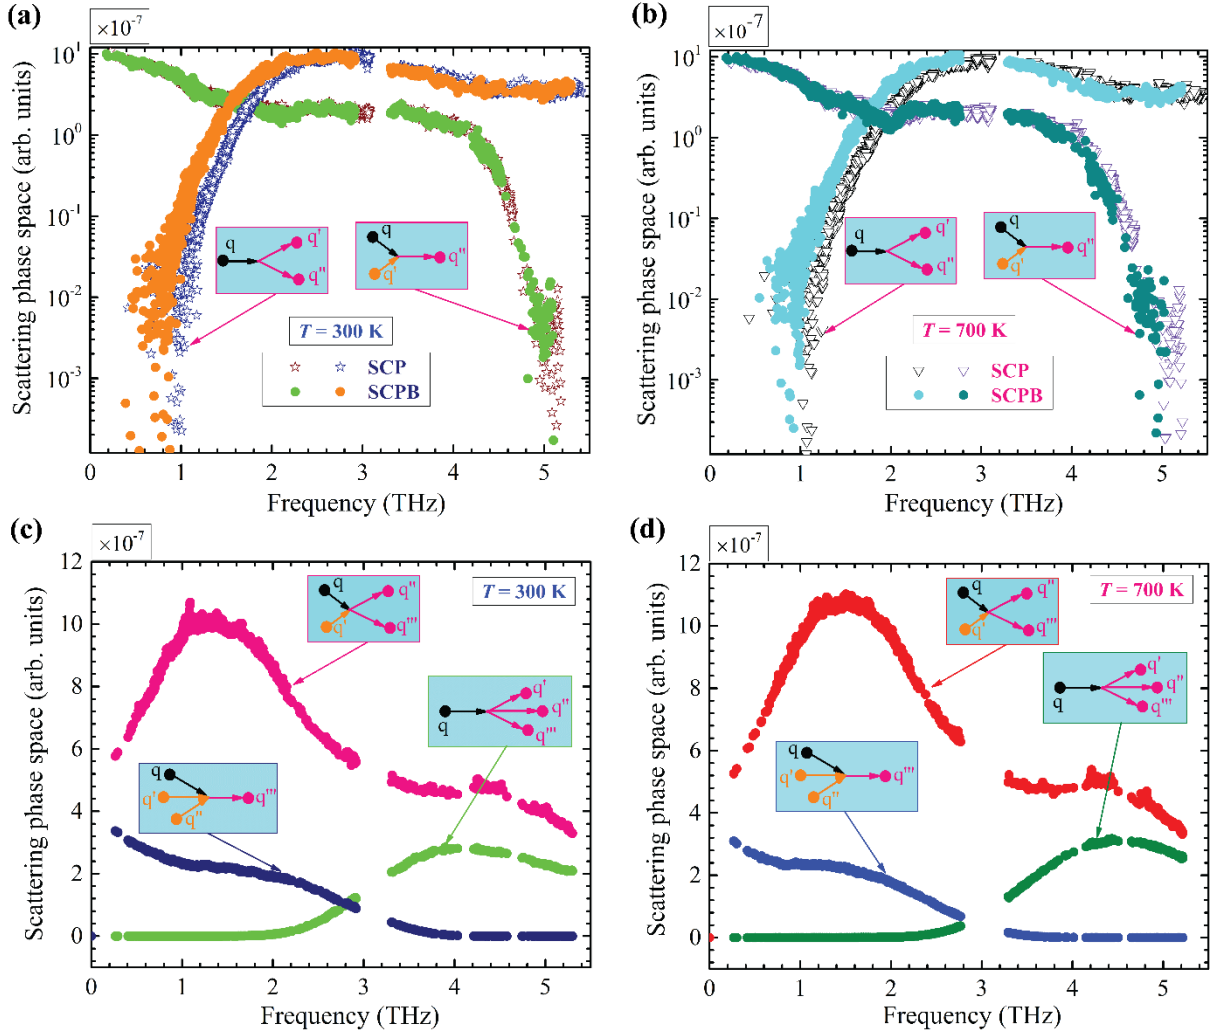 (a)
×10⁻⁷
Scattering phase space (arb. units)
10¹
10⁰
10⁻¹
10⁻²
10⁻³
q
q'
q''
q
q'
q''
T = 300 K
SCP
SCPB
0 1 2 3 4 5
Frequency (THz)
(b)
×10⁻⁷
Scattering phase space (arb. units)
10¹
10⁰
10⁻¹
10⁻²
10⁻³
q
q'
q''
q
q'
q''
T = 700 K
SCP
SCPB
0 1 2 3 4 5
Frequency (THz)
(c)
×10⁻⁷
Scattering phase space (arb. units)
12
10
8
6
4
2
0
T = 300 K
q
q'
q''
q'''
q
q'
q''
q'''
q
q'
q''
q'''
0 1 2 3 4 5
Frequency (THz)
(d)
×10⁻⁷
Scattering phase space (arb. units)
12
10
8
6
4
2
0
T = 700 K
q
q'
q''
q'''
q
q'
q''
q'''
q
q'
q''
q'''
0 1 2 3 4 5
Frequency (THz)